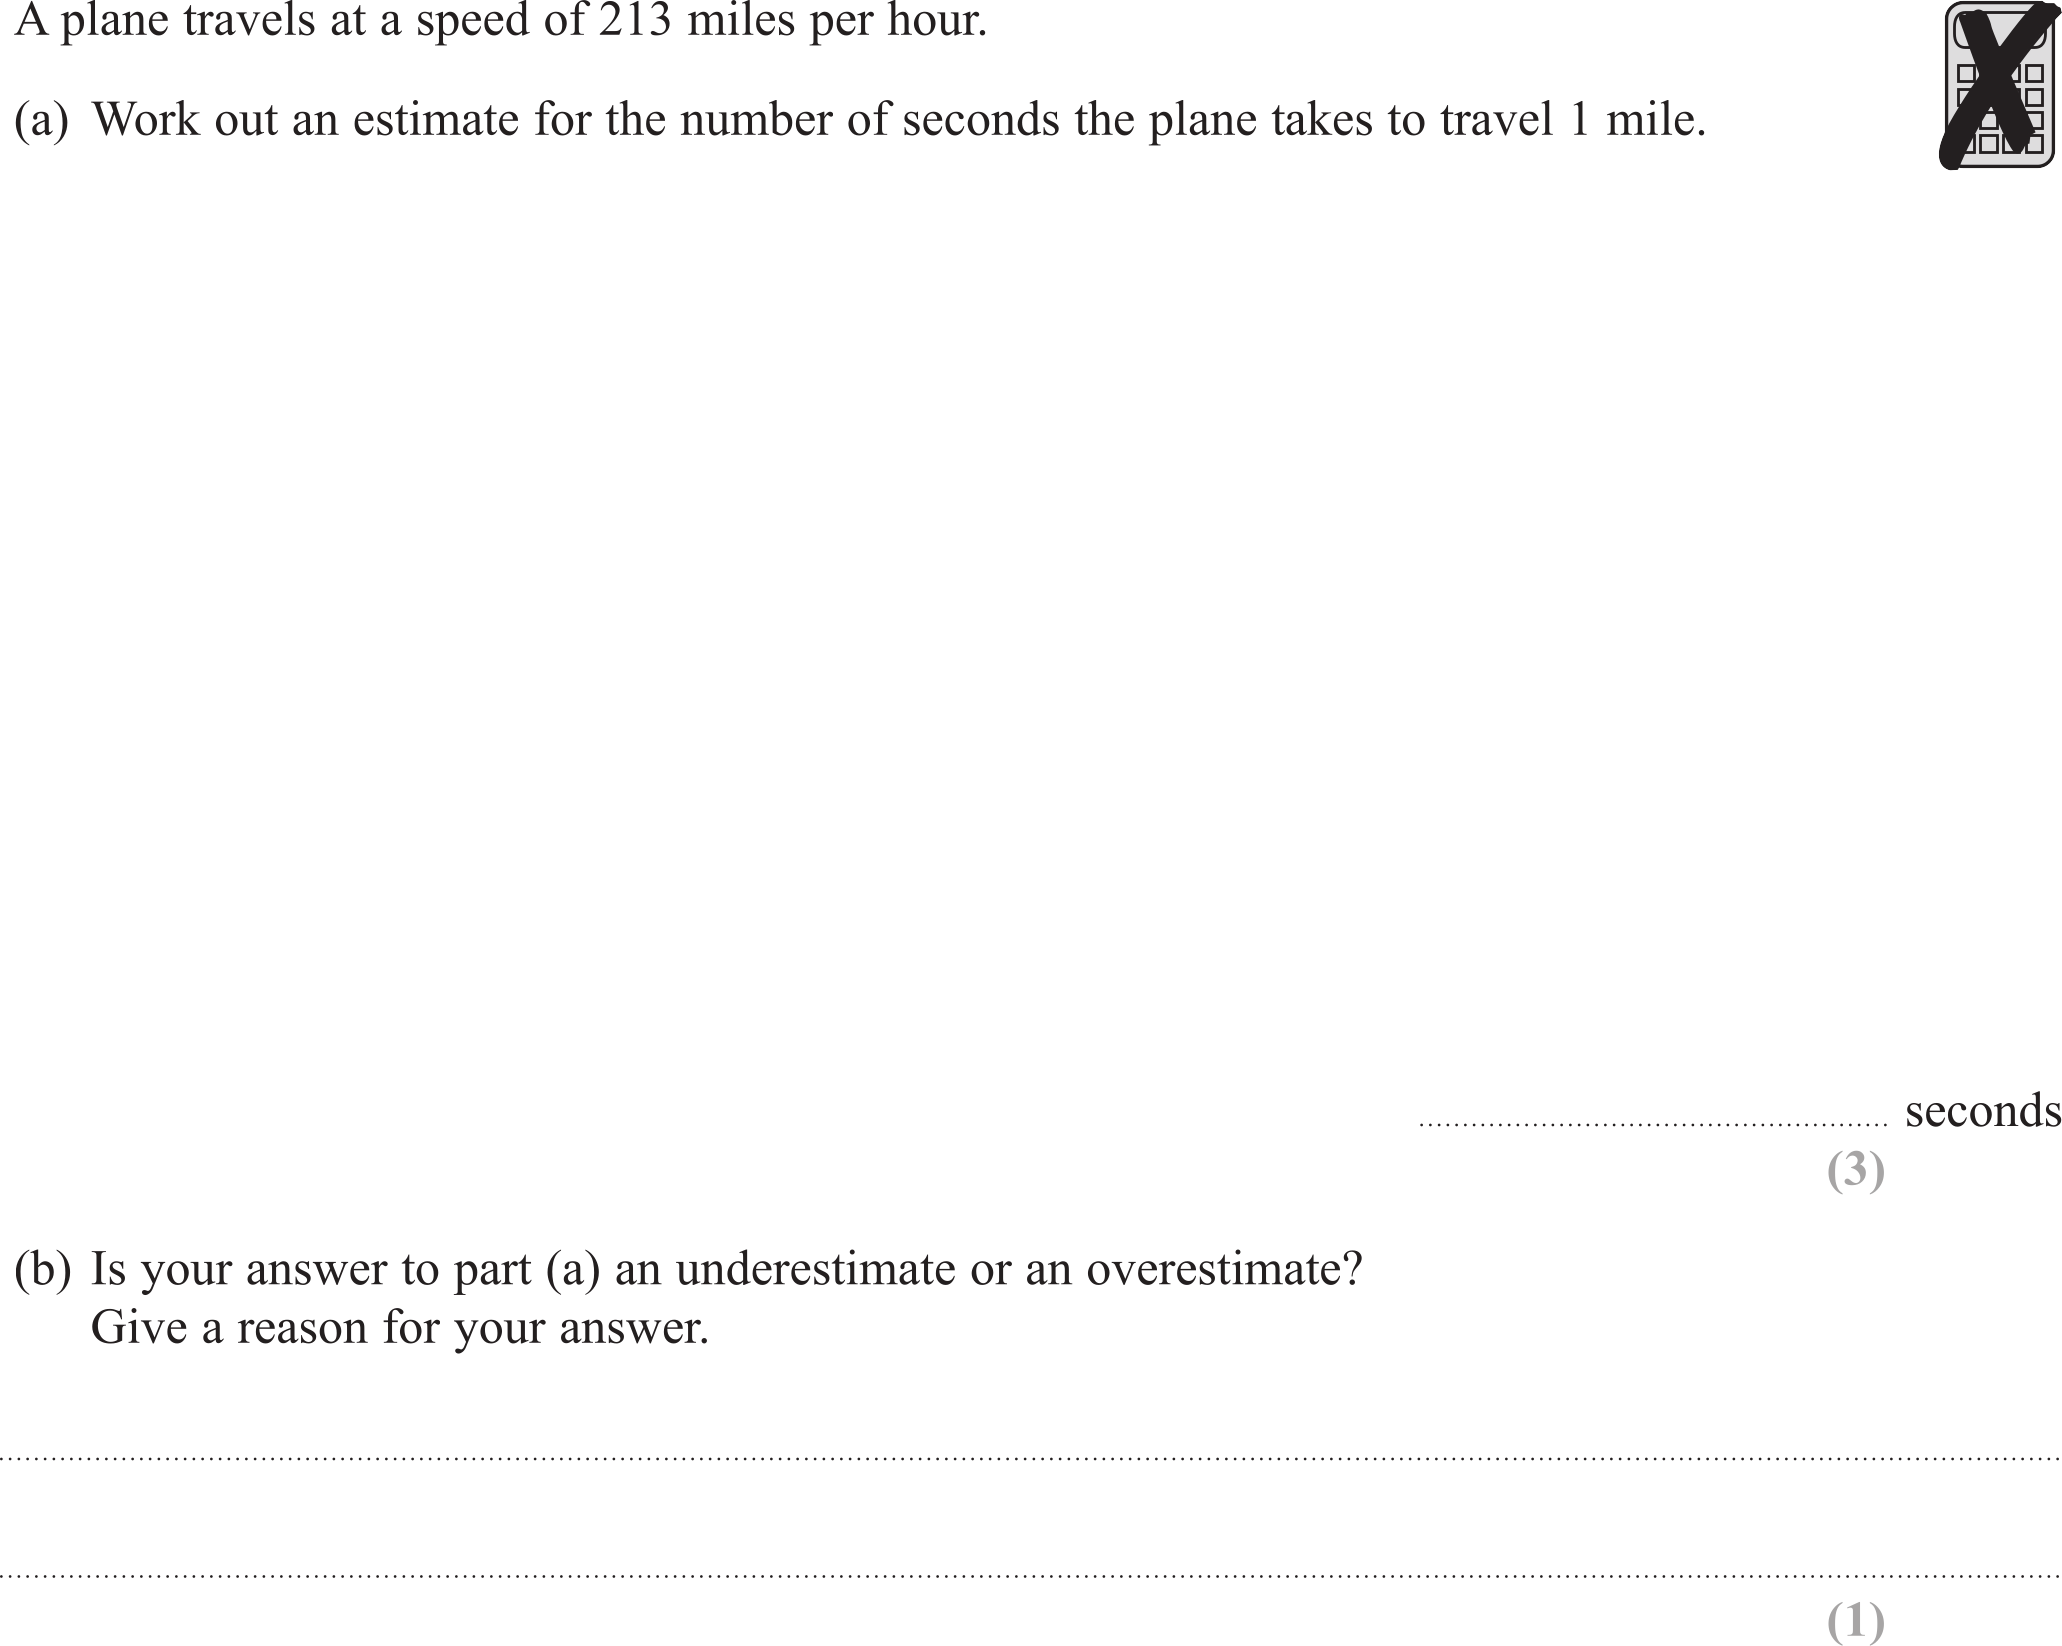 A plane travels at a speed of 213 miles per hour.
(a) Work out an estimate for the number of seconds the plane takes to travel 1 mile.
seconds
(3)
(b) Is your answer to part (a) an underestimate or an overestimate?
Give a reason for your answer.
(1)